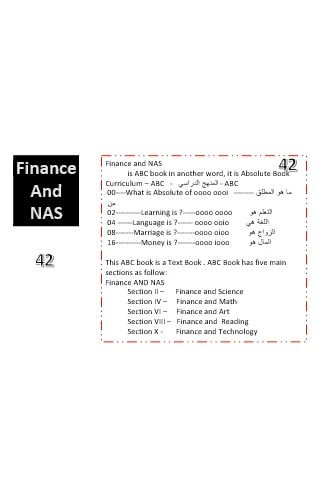 Finance
And
NAS
42
42
Finance and NAS
is ABC book in another word, it is Absolute Book
Curriculum – ABC - المنهج الدراسي - ABC
00----What is Absolute of oooo oooi -------- ما هو المطلق
من
02-----------Learning is ?------oooo oooo التعلم هو
04 ------Language is ?------ oooo ooio اللغة هي
08-------Marriage is ?--------oooo oioo الزواج هو
16-----------Money is ?-------oooo iooo المال هو
This ABC book is a Text Book . ABC Book has five main
sections as follow:
Finance AND NAS
Section II – Finance and Science
Section IV – Finance and Math
Section VI – Finance and Art
Section VIII – Finance and Reading
Section X - Finance and Technology